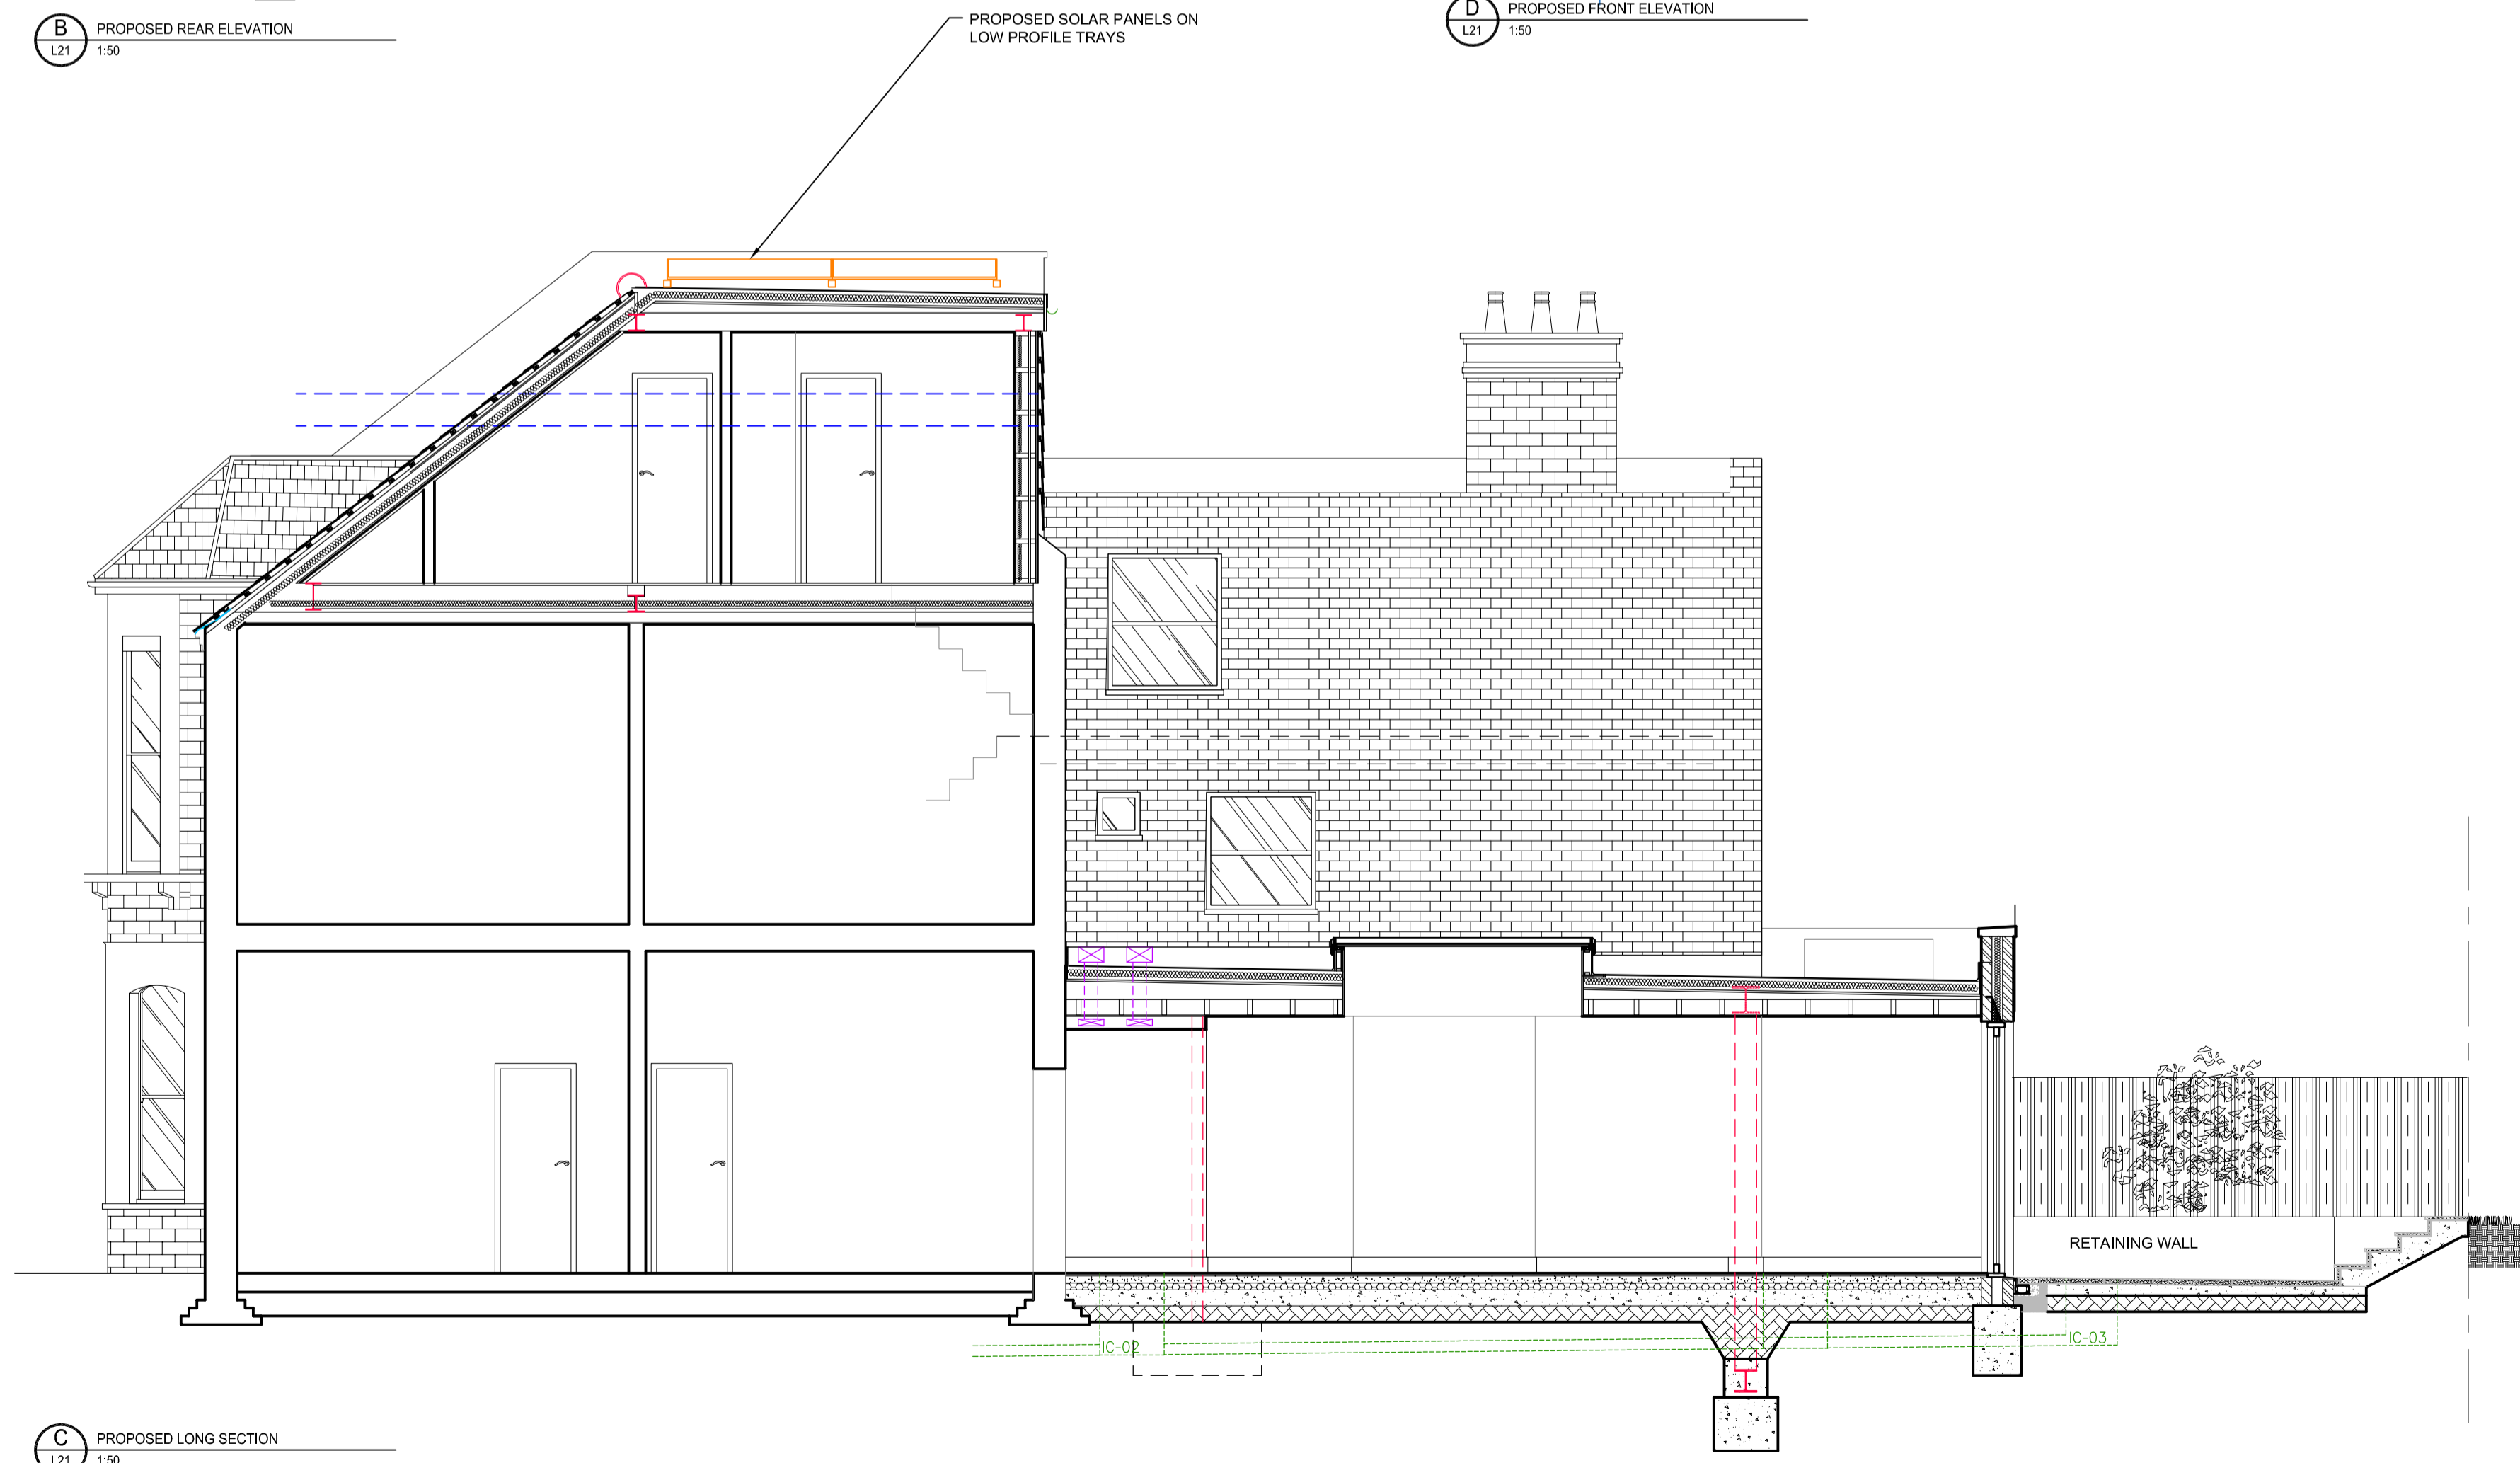 B
L21
PROPOSED REAR ELEVATION
1:50
PROPOSED SOLAR PANELS ON
LOW PROFILE TRAYS
D
L21
PROPOSED FRONT ELEVATION
1:50
RETAINING WALL
IC-02
IC-03
C
L21
PROPOSED LONG SECTION
1:50